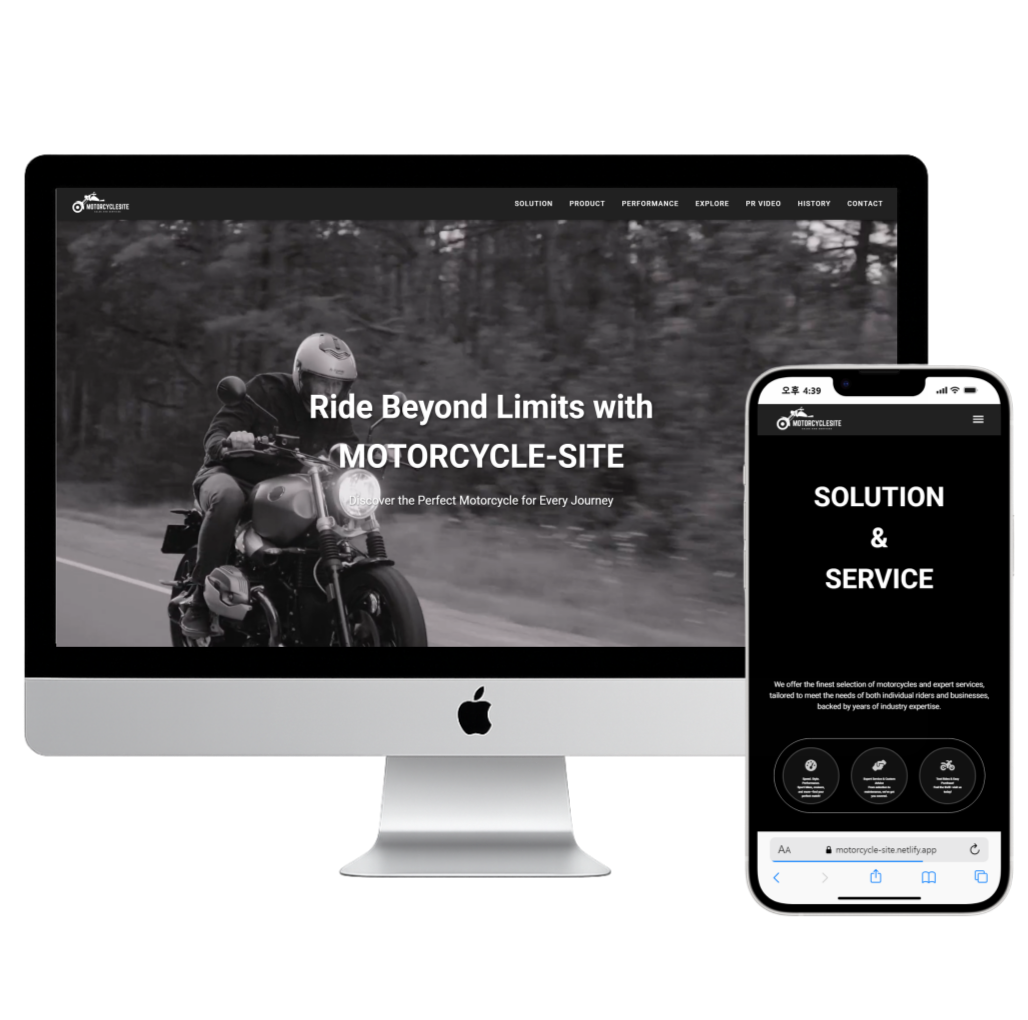 MOTORCYCLESITE
SOLUTION PRODUCT PERFORMANCE EXPLORE PR VIDEO HISTORY CONTACT
Ride Beyond Limits with
MOTORCYCLE-SITE
Discover the Perfect Motorcycle for Every Journey
오후 4:39
MOTORCYCLESITE
SOLUTION
&
SERVICE
We offer the finest selection of motorcycles and expert services,
tailored to meet the needs of both individual riders and businesses,
backed by years of industry expertise.
AA motorcycle-site.netlify.app